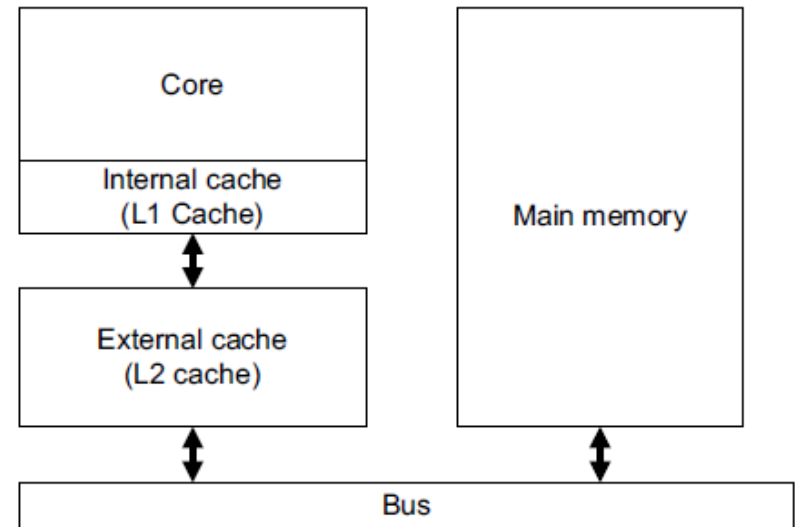 Core
Internal cache
(L1 Cache)
Main memory
External cache
(L2 cache)
Bus